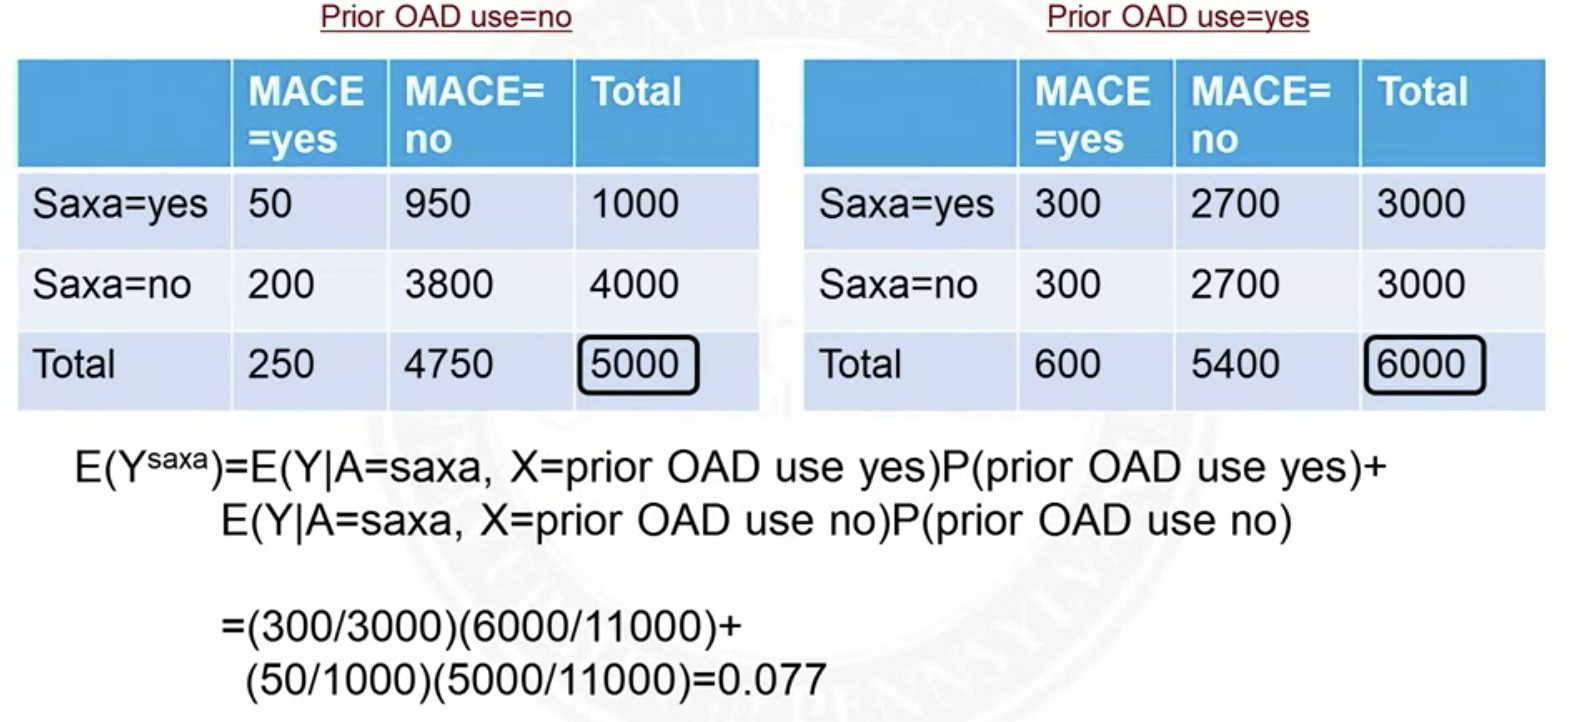 Prior OAD use=no
MACE =yes MACE= no Total
Saxa=yes 50 950 1000
Saxa=no 200 3800 4000
Total 250 4750 5000
Prior OAD use=yes
MACE =yes MACE= no Total
Saxa=yes 300 2700 3000
Saxa=no 300 2700 3000
Total 600 5400 6000
E(Yˢᵃˣᵃ)=E(Y|A=saxa, X=prior OAD use yes)P(prior OAD use yes)+
E(Y|A=saxa, X=prior OAD use no)P(prior OAD use no)
=(300/3000)(6000/11000)+
(50/1000)(5000/11000)=0.077